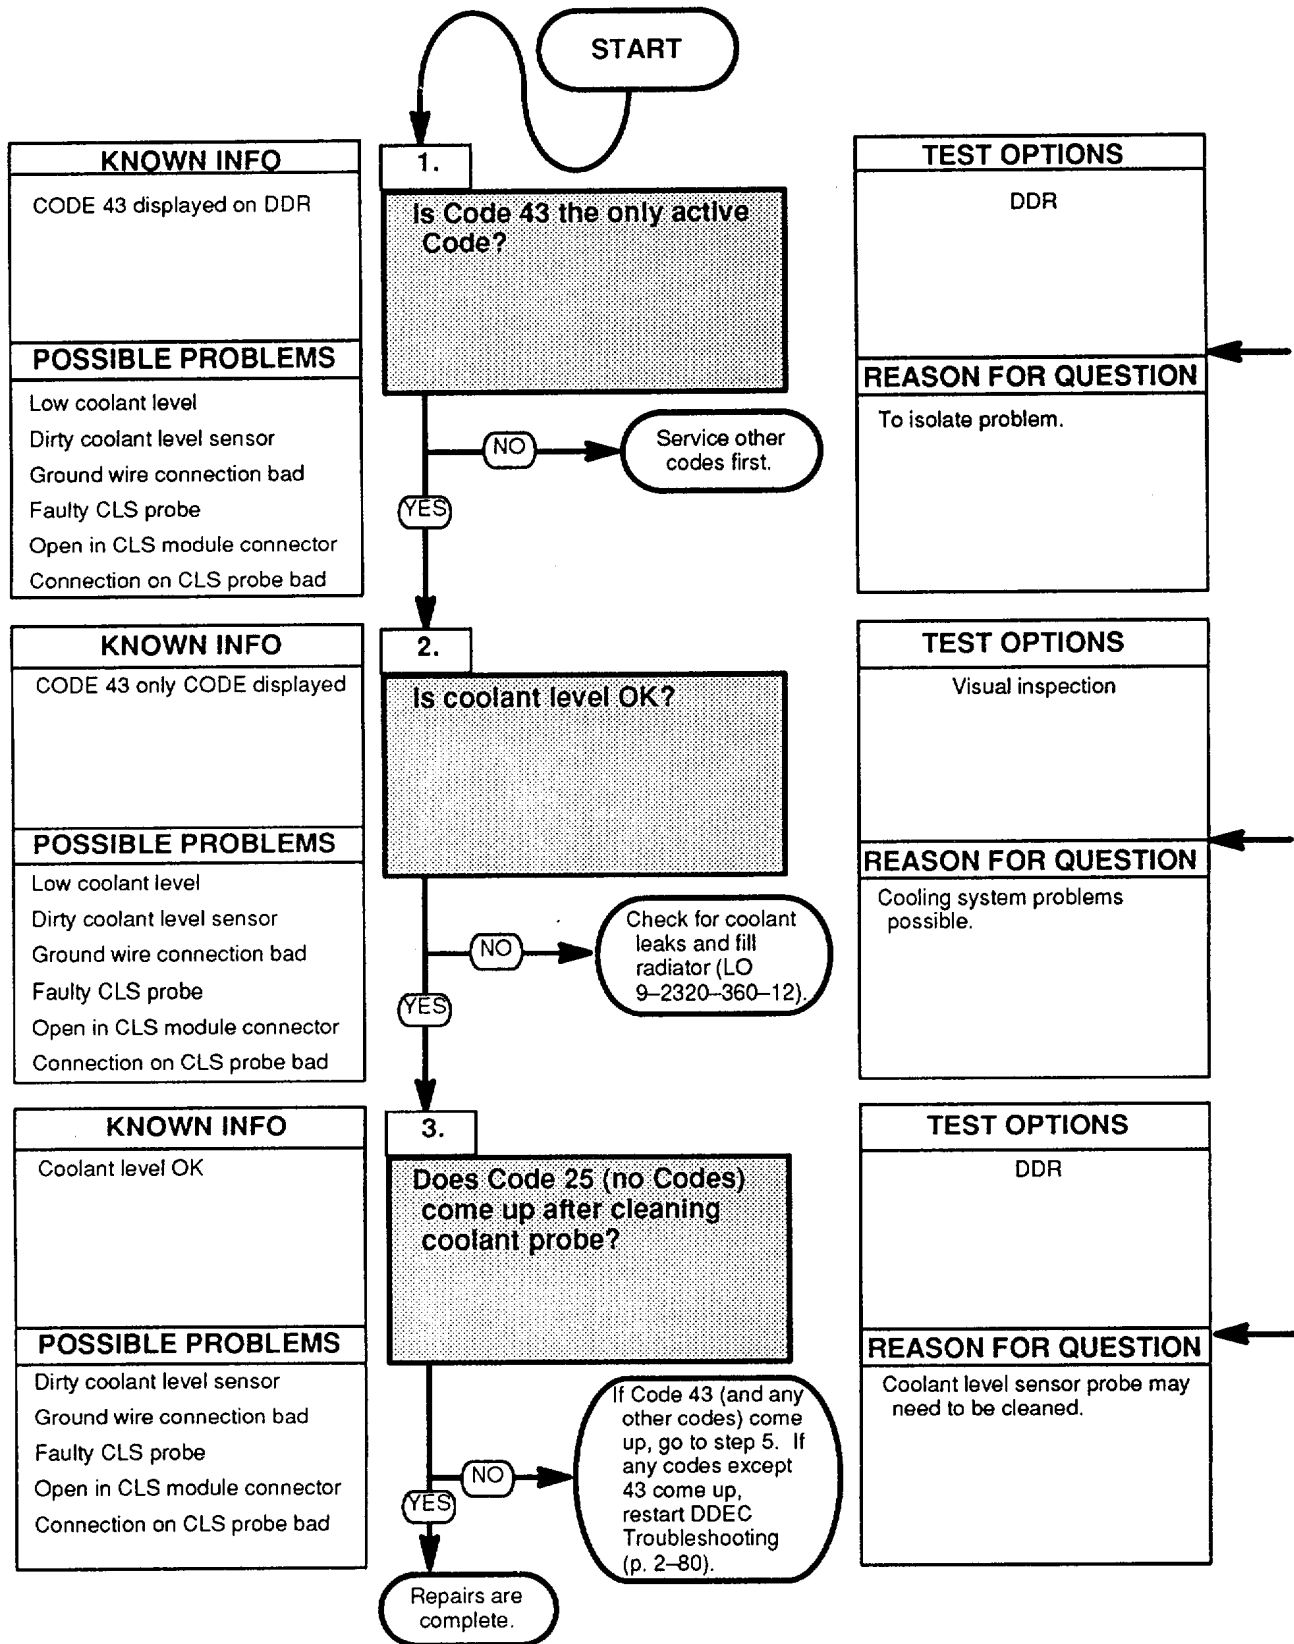 START
KNOWN INFO
CODE 43 displayed on DDR
POSSIBLE PROBLEMS
Low coolant level
Dirty coolant level sensor
Ground wire connection bad
Faulty CLS probe
Open in CLS module connector
Connection on CLS probe bad
1.
Is Code 43 the only active
Code?
NO
Service other
codes first.
YES
TEST OPTIONS
DDR
REASON FOR QUESTION
To isolate problem.
KNOWN INFO
CODE 43 only CODE displayed
POSSIBLE PROBLEMS
Low coolant level
Dirty coolant level sensor
Ground wire connection bad
Faulty CLS probe
Open in CLS module connector
Connection on CLS probe bad
2.
Is coolant level OK?
NO
Check for coolant
leaks and fill
radiator (LO
9–2320–360–12).
YES
TEST OPTIONS
Visual inspection
REASON FOR QUESTION
Cooling system problems
possible.
KNOWN INFO
Coolant level OK
POSSIBLE PROBLEMS
Dirty coolant level sensor
Ground wire connection bad
Faulty CLS probe
Open in CLS module connector
Connection on CLS probe bad
3.
Does Code 25 (no Codes)
come up after cleaning
coolant probe?
NO
If Code 43 (and any
other codes) come
up, go to step 5. If
any codes except
43 come up,
restart DDEC
Troubleshooting
(p. 2–80).
YES
Repairs are
complete.
TEST OPTIONS
DDR
REASON FOR QUESTION
Coolant level sensor probe may
need to be cleaned.